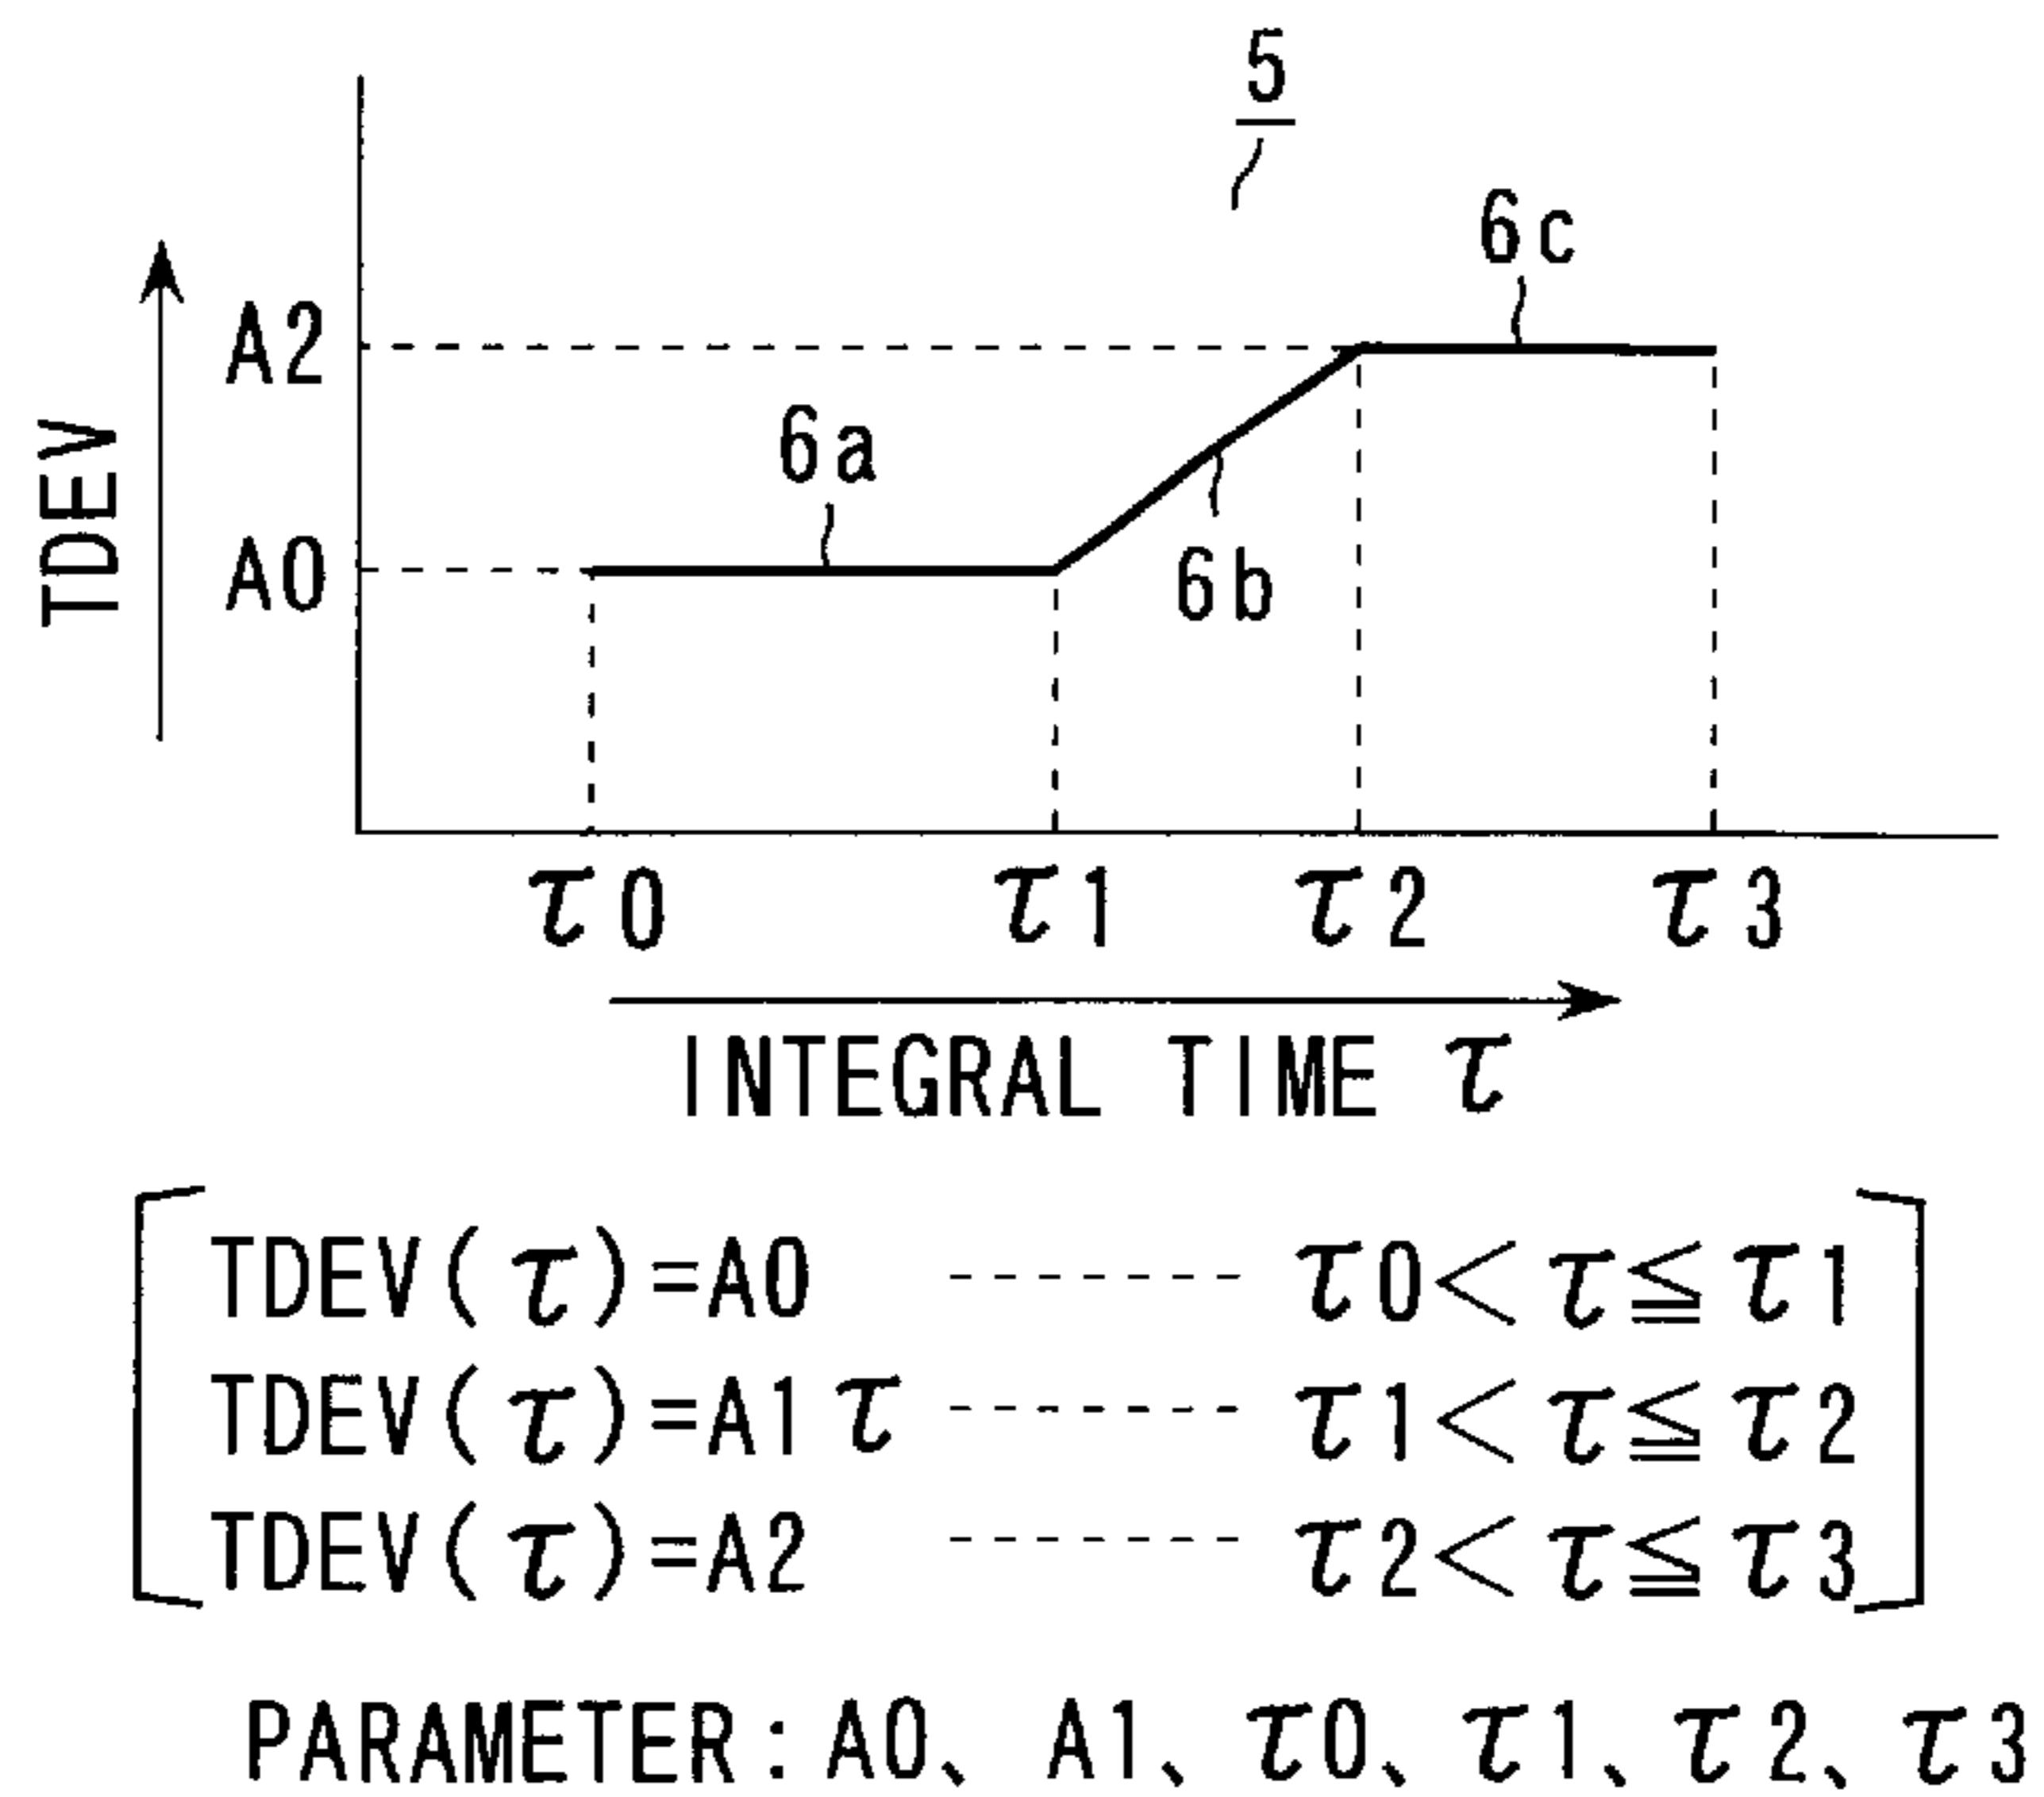 5
6c
A2
6a
TDEV
A0
6b
τ0 τ1 τ2 τ3
INTEGRAL TIME τ
TDEV(τ)=A0 ------- τ0<τ≦τ1
TDEV(τ)=A1τ ------- τ1<τ≦τ2
TDEV(τ)=A2 ------- τ2<τ≦τ3
PARAMETER:A0、A1、τ0、τ1、τ2、τ3